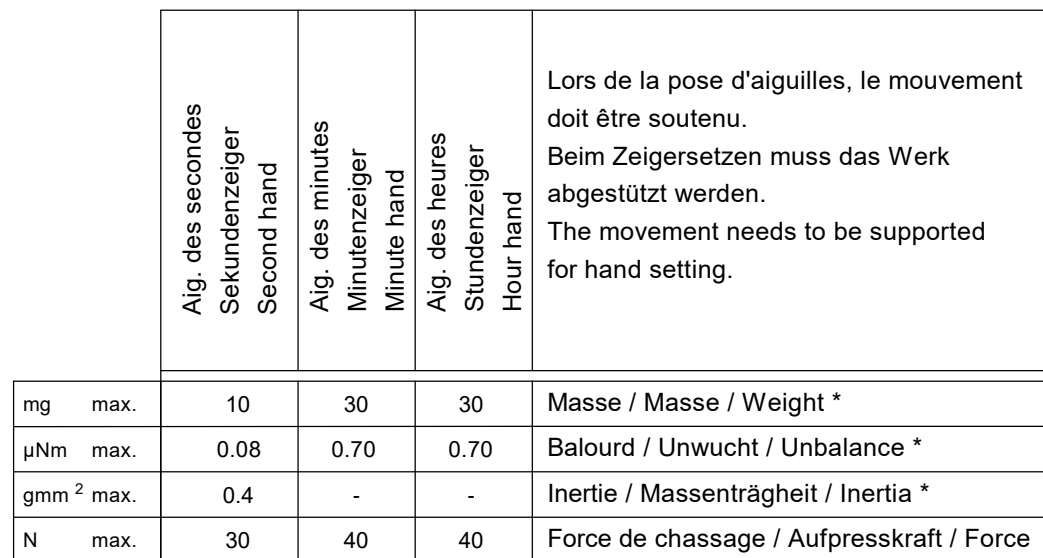 Aig. des secondes
Sekundenzeiger
Second hand
Aig. des minutes
Minutenzeiger
Minute hand
Aig. des heures
Stundenzeiger
Hour hand
Lors de la pose d'aiguilles, le mouvement
doit être soutenu.
Beim Zeigersetzen muss das Werk
abgestützt werden.
The movement needs to be supported
for hand setting.
mg max. 10 30 30 Masse / Masse / Weight *
µNm max. 0.08 0.70 0.70 Balourd / Unwucht / Unbalance *
gmm ² max. 0.4 - - Inertie / Massenträgheit / Inertia *
N max. 30 40 40 Force de chassage / Aufpresskraft / Force